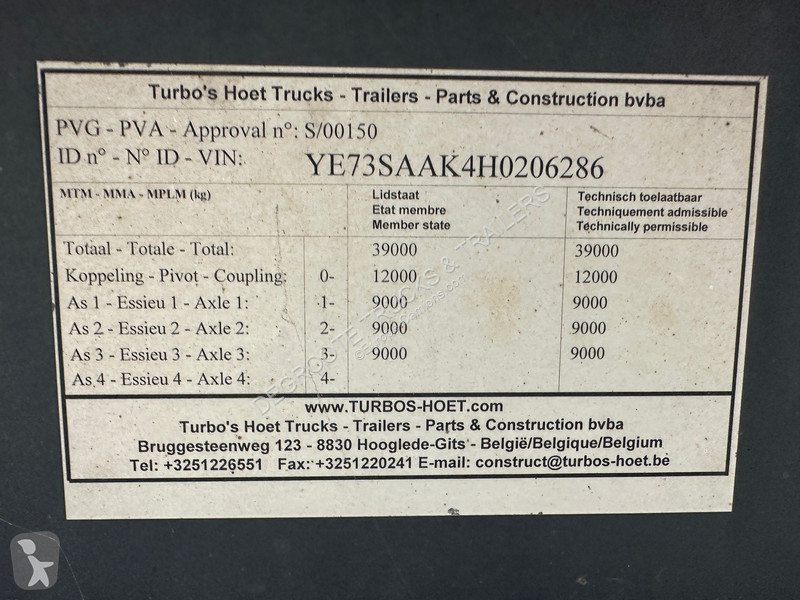 Turbo's Hoet Trucks - Trailers - Parts & Construction bvba
PVG - PVA - Approval n°: S/00150
ID n° - N° ID - VIN: YE73SAAK4H0206286
MTM - MMA - MPLM (kg) Lidstaat Technisch toelaatbaar
Etat membre Techniquement admissible
Member state Technically permissible
Totaal - Totale - Total: 39000 39000
Koppeling - Pivot - Coupling: 0- 12000 12000
As 1 - Essieu 1 - Axle 1: 1- 9000 9000
As 2 - Essieu 2 - Axle 2: 2- 9000 9000
As 3 - Essieu 3 - Axle 3: 3- 9000 9000
As 4 - Essieu 4 - Axle 4: 4-
www.TURBOS-HOET.com
Turbo's Hoet Trucks - Trailers - Parts & Construction bvba
Bruggesteenweg 123 - 8830 Hooglede-Gits - België/Belgique/Belgium
Tel: +3251226551 Fax: +3251220241 E-mail: construct@turbos-hoet.be
DEGROOTE TRUCKS & TRAILERS